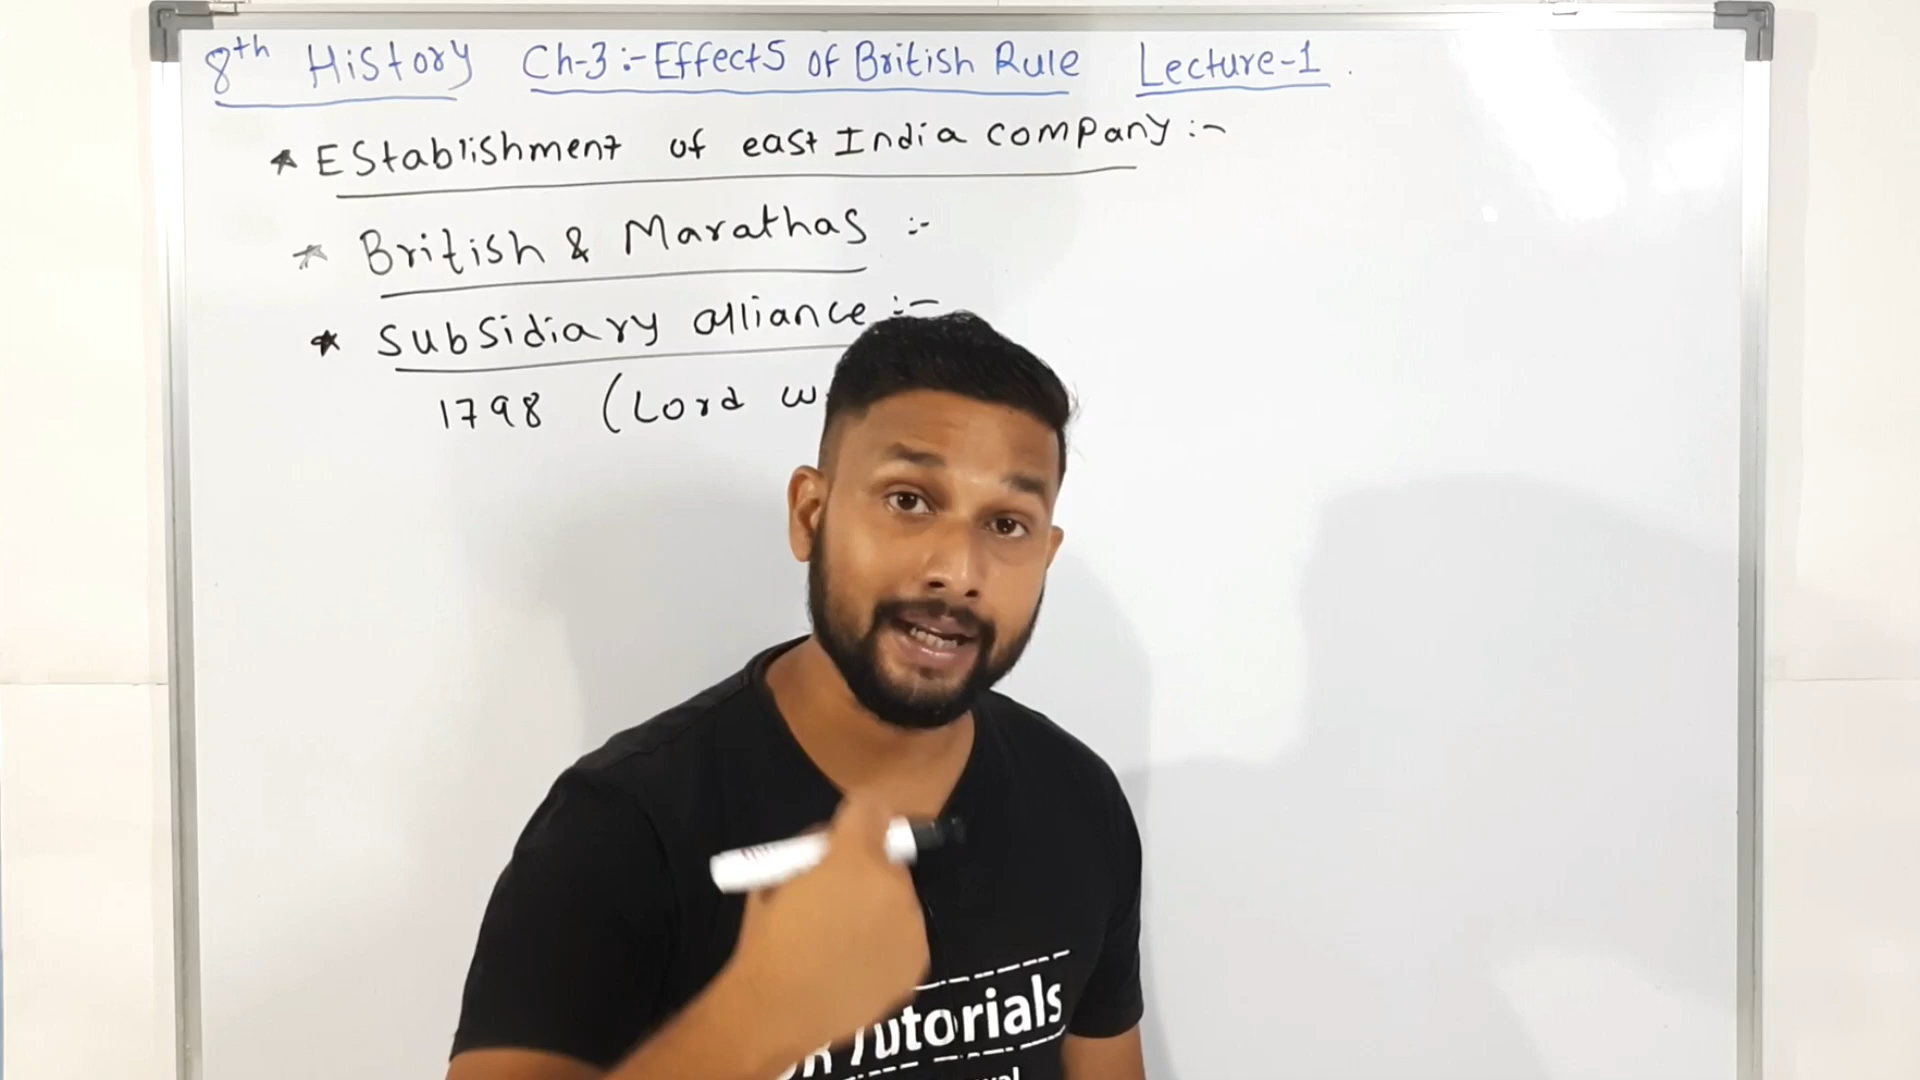 8th History Ch-3:-Effects of British Rule Lecture-1.
* Establishment of east India company :-
* British & Marathas :-
* Subsidiary alliance :-
1798 (Lord
Tutorials